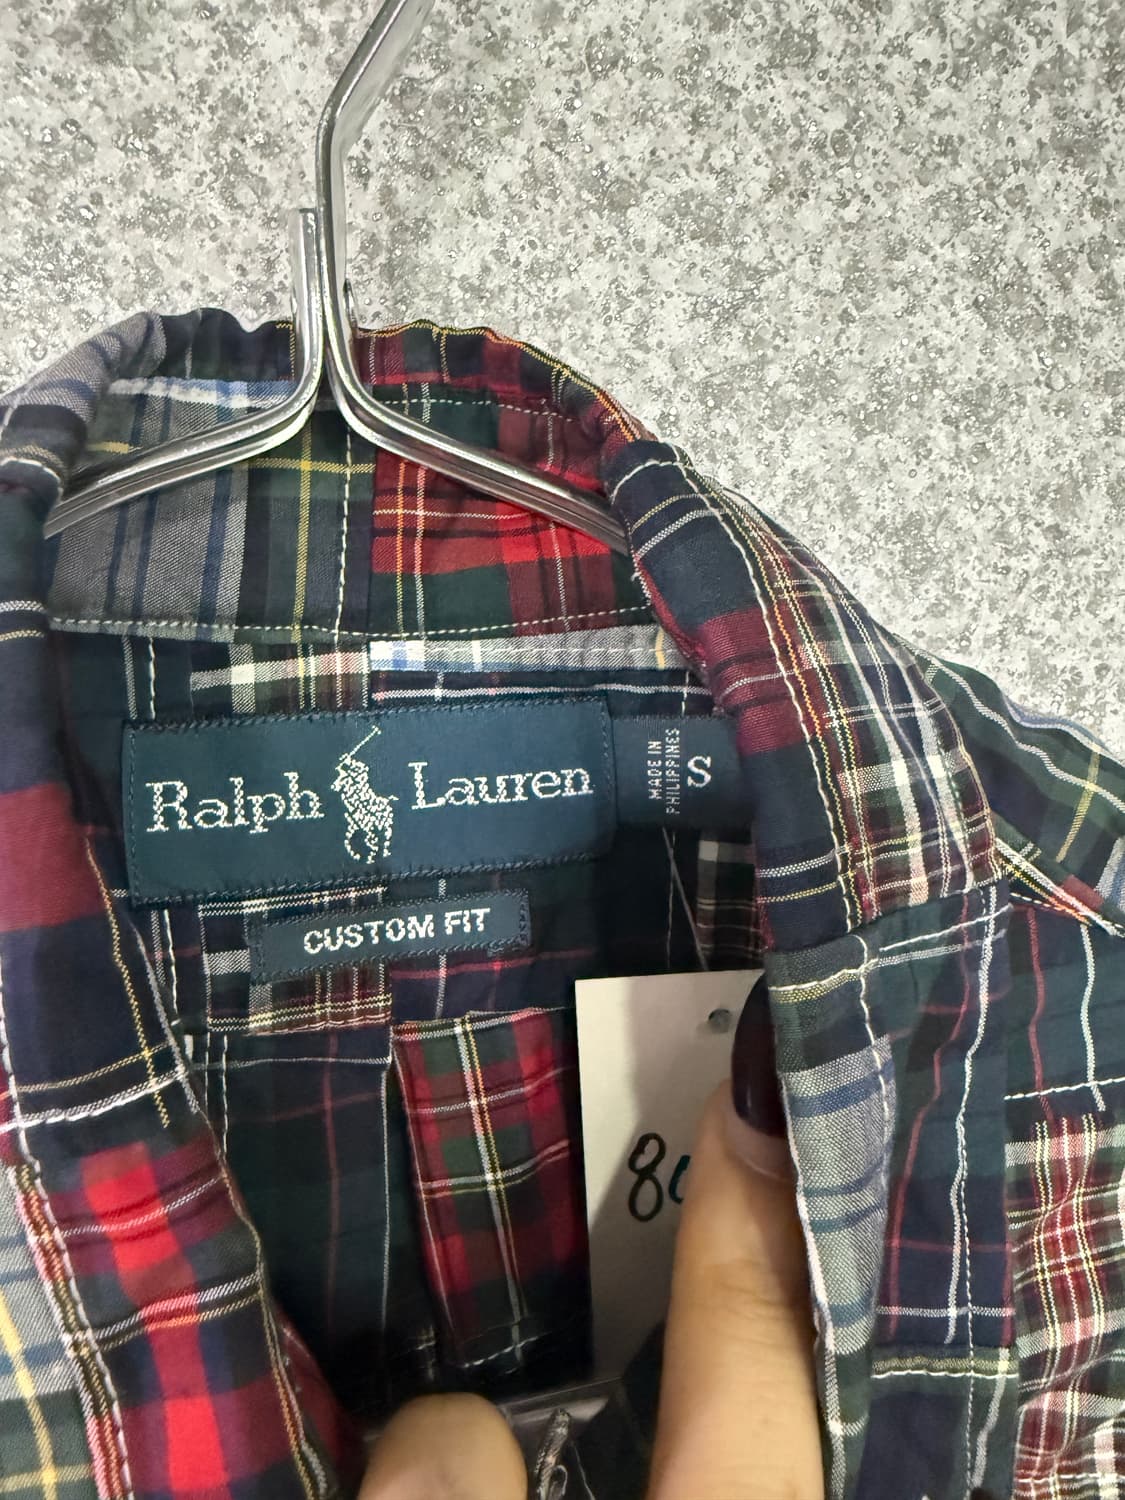 Ralph Lauren
MADE IN
PHILIPPINES
S
CUSTOM FIT